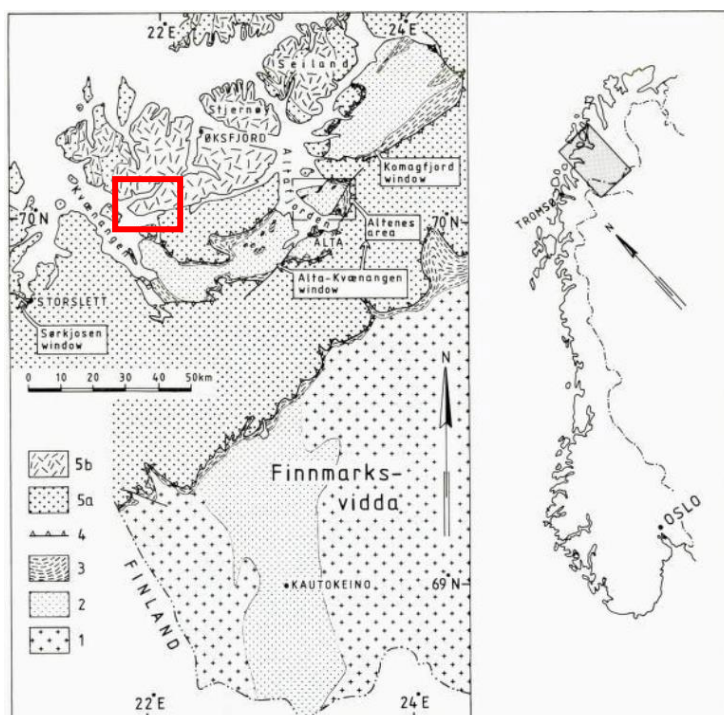 22°E
24°E
Seiland
Stjernøy
ØKSFJORD
Altafjorden
Komagfjord
window
Kvænangen
70 N
70 N
Altenes
area
ALTA
Alta-Kvænangen
window
STORSLETT
Sørkjosen
window
0 10 20 30 40 50km
N
5b
5a
4
3
2
1
Finnmarks-
vidda
FINLAND
KAUTOKEINO
69 N
22°E
24°E
TROMSØ
N
OSLO